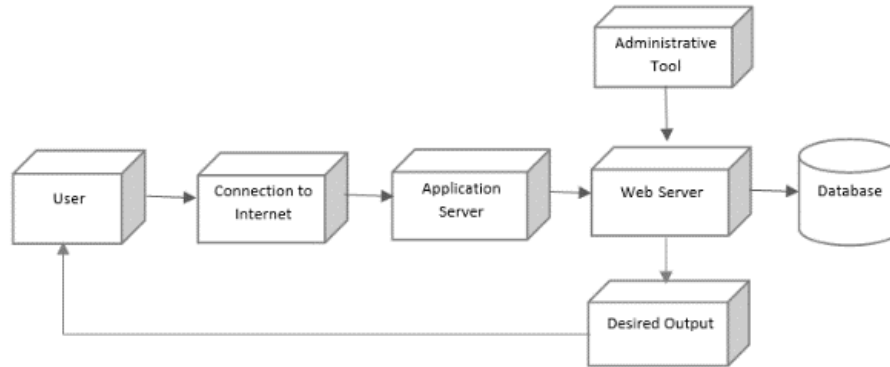 Administrative
Tool
User
Connection to
Internet
Application
Server
Web Server
Database
Desired Output